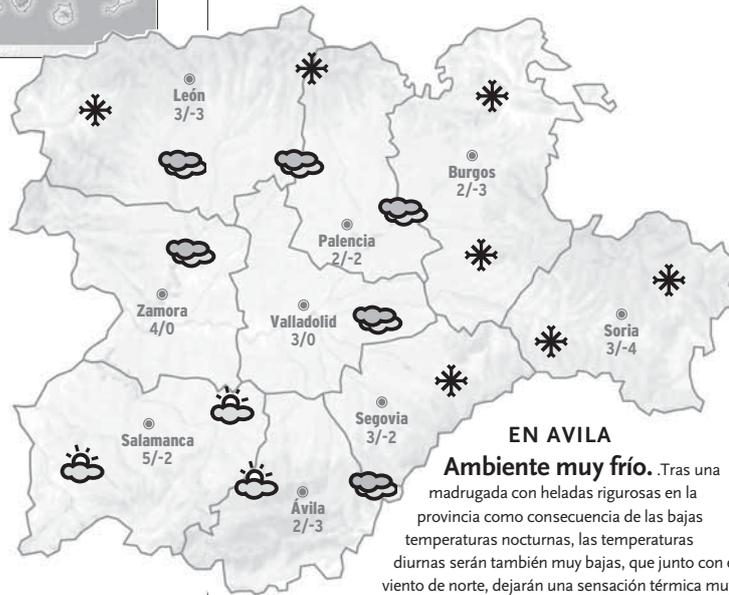 León
3/-3
Burgos
2/-3
Palencia
2/-2
Zamora
4/0
Valladolid
3/0
Soria
3/-4
Segovia
3/-2
Salamanca
5/-2
Ávila
2/-3
EN AVILA
Ambiente muy frío. .Tras una
madrugada con heladas rigurosas en la
provincia como consecuencia de las bajas
temperaturas nocturnas, las temperaturas
diurnas serán también muy bajas, que junto con
viento de norte, dejarán una sensación térmica